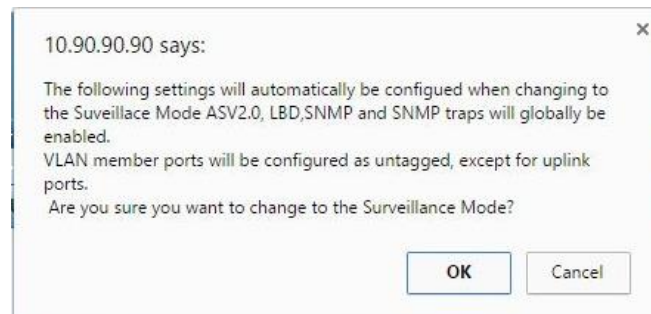 10.90.90.90 says:
The following settings will automatically be configued when changing to
the Suveillace Mode ASV2.0, LBD,SNMP and SNMP traps will globally be
enabled.
VLAN member ports will be configured as untagged, except for uplink
ports.
Are you sure you want to change to the Surveillance Mode?
OK
Cancel